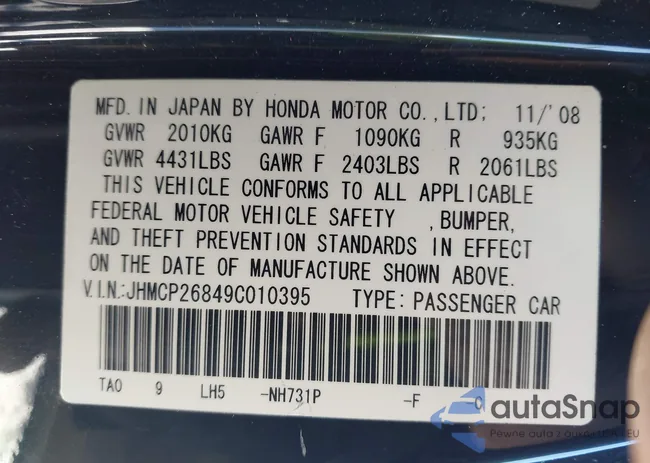 MFD. IN JAPAN BY HONDA MOTOR CO., LTD; 11/'08
GVWR 2010KG GAWR F 1090KG R 935KG
GVWR 4431LBS GAWR F 2403LBS R 2061LBS
THIS VEHICLE CONFORMS TO ALL APPLICABLE
FEDERAL MOTOR VEHICLE SAFETY , BUMPER,
AND THEFT PREVENTION STANDARDS IN EFFECT
ON THE DATE OF MANUFACTURE SHOWN ABOVE.
V.I.N.:JHMCP26849C010395 TYPE: PASSENGER CAR
TA0 9 LH5 -NH731P -F -C
autaSnap
Pewne auta z